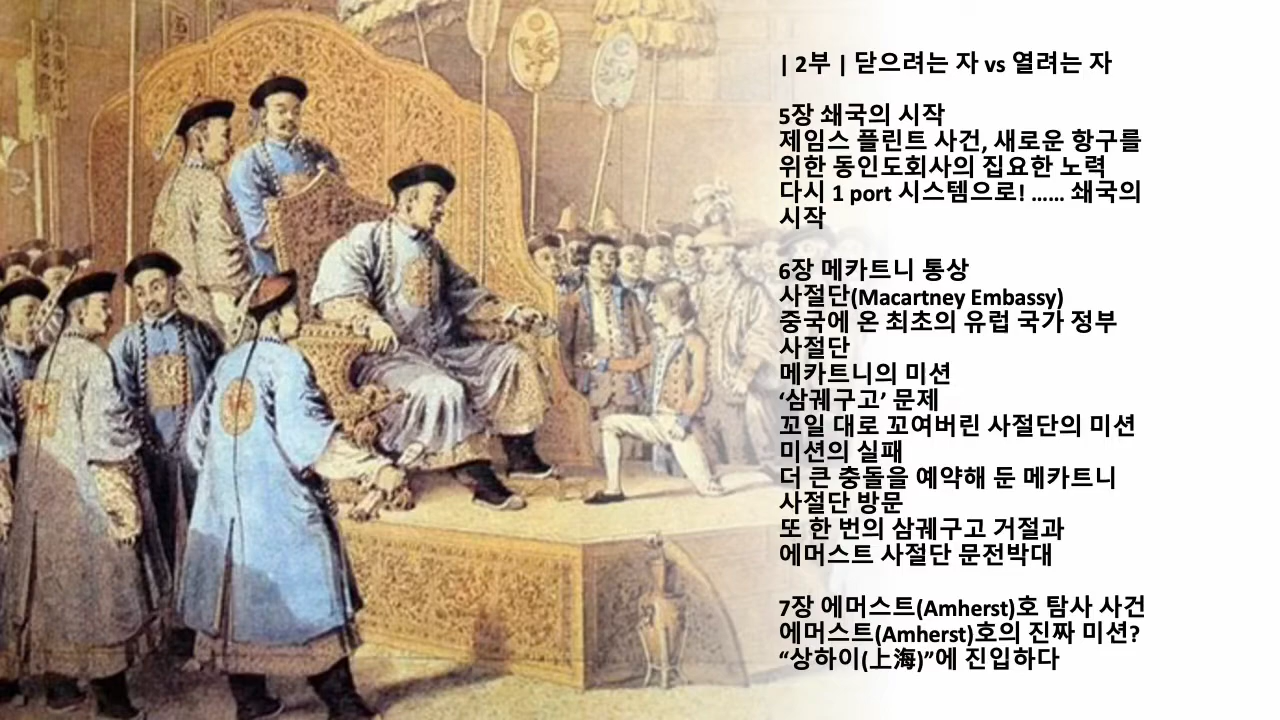 | 2부 | 닫으려는 자 vs 열려는 자
5장 쇄국의 시작
제임스 플린트 사건, 새로운 항구를
위한 동인도회사의 집요한 노력
다시 1 port 시스템으로! …… 쇄국의
시작
6장 메카트니 통상
사절단(Macartney Embassy)
중국에 온 최초의 유럽 국가 정부
사절단
메카트니의 미션
‘삼궤구고’ 문제
꼬일 대로 꼬여버린 사절단의 미션
미션의 실패
더 큰 충돌을 예약해 둔 메카트니
사절단 방문
또 한 번의 삼궤구고 거절과
에머스트 사절단 문전박대
7장 에머스트(Amherst)호 탐사 사건
에머스트(Amherst)호의 진짜 미션?
“상하이(上海)”에 진입하다